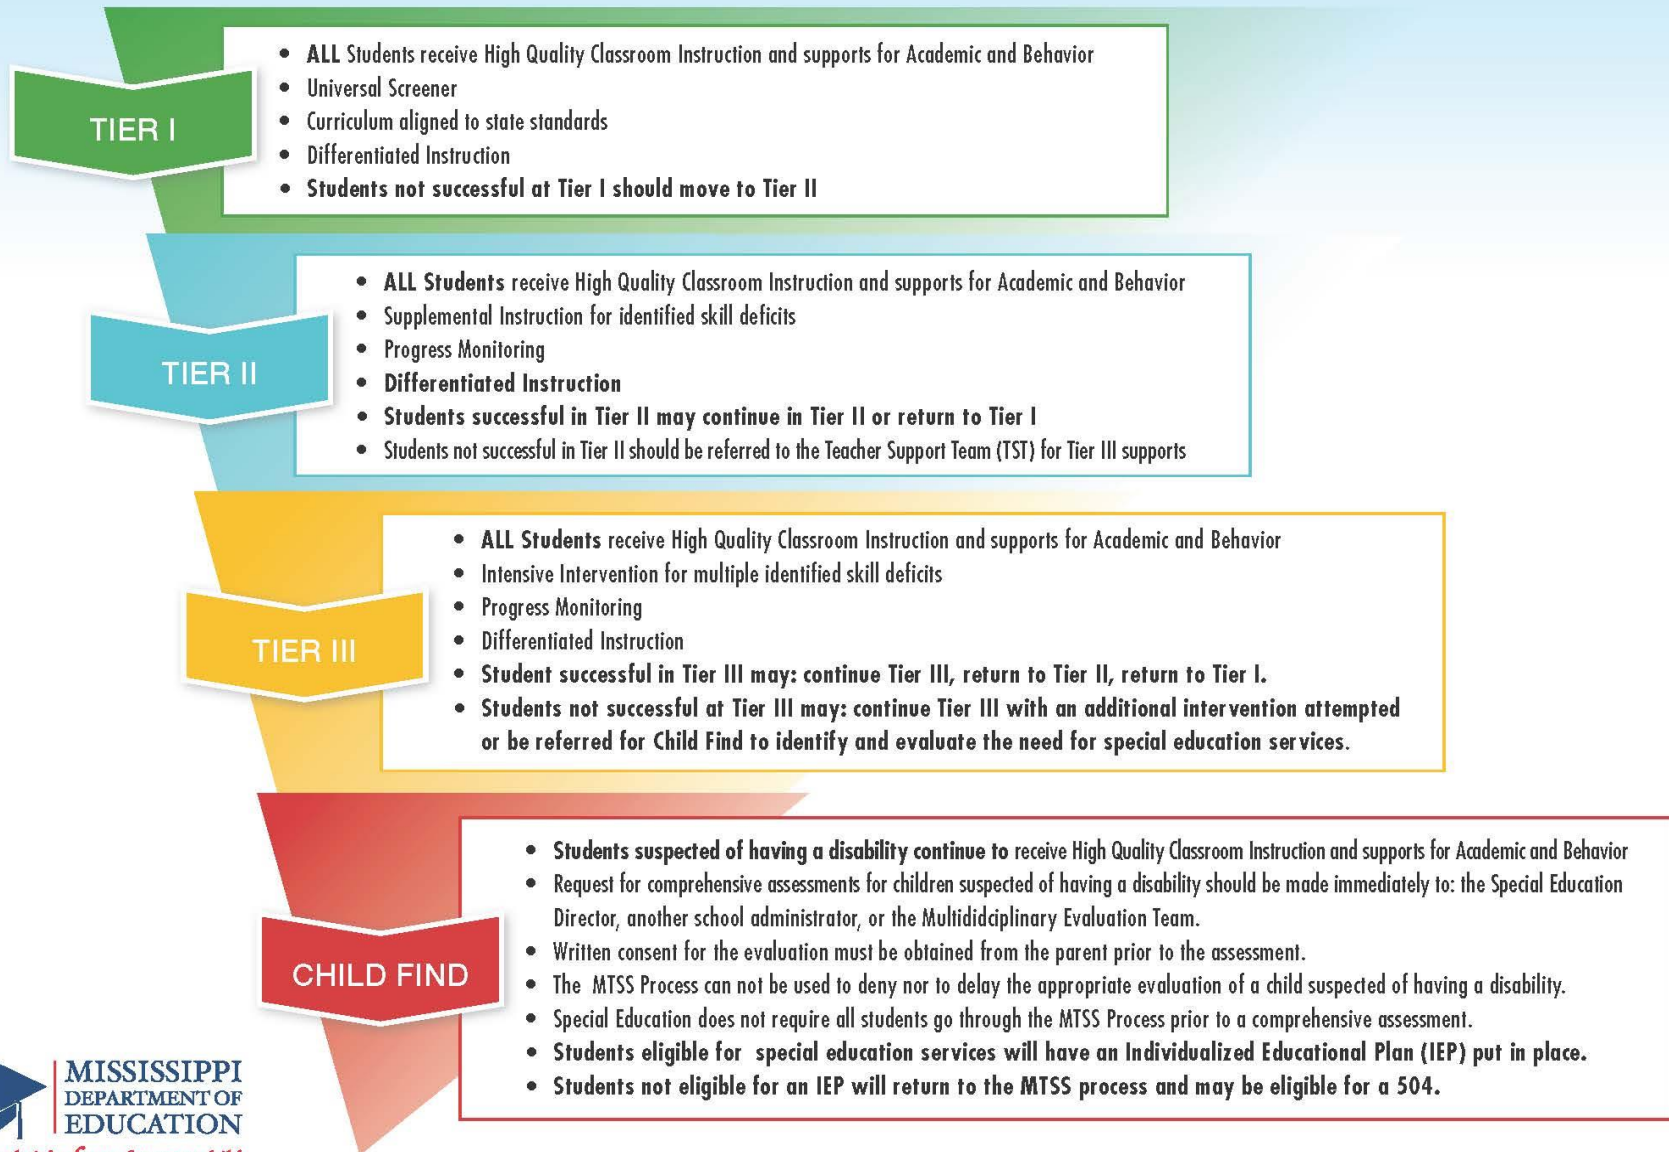 TIER I
• ALL Students receive High Quality Classroom Instruction and supports for Academic and Behavior
• Universal Screener
• Curriculum aligned to state standards
• Differentiated Instruction
• Students not successful at Tier I should move to Tier II
TIER II
• ALL Students receive High Quality Classroom Instruction and supports for Academic and Behavior
• Supplemental Instruction for identified skill deficits
• Progress Monitoring
• Differentiated Instruction
• Students successful in Tier II may continue in Tier II or return to Tier I
• Students not successful in Tier II should be referred to the Teacher Support Team (TST) for Tier III supports
TIER III
• ALL Students receive High Quality Classroom Instruction and supports for Academic and Behavior
• Intensive Intervention for multiple identified skill deficits
• Progress Monitoring
• Differentiated Instruction
• Student successful in Tier III may: continue Tier III, return to Tier II, return to Tier I.
• Students not successful at Tier III may: continue Tier III with an additional intervention attempted
or be referred for Child Find to identify and evaluate the need for special education services.
CHILD FIND
• Students suspected of having a disability continue to receive High Quality Classroom Instruction and supports for Academic and Behavior
• Request for comprehensive assessments for children suspected of having a disability should be made immediately to: the Special Education
Director, another school administrator, or the Multididciplinary Evaluation Team.
• Written consent for the evaluation must be obtained from the parent prior to the assessment.
• The MTSS Process can not be used to deny nor to delay the appropriate evaluation of a child suspected of having a disability.
• Special Education does not require all students go through the MTSS Process prior to a comprehensive assessment.
• Students eligible for special education services will have an Individualized Educational Plan (IEP) put in place.
• Students not eligible for an IEP will return to the MTSS process and may be eligible for a 504.
MISSISSIPPI
DEPARTMENT OF
EDUCATION